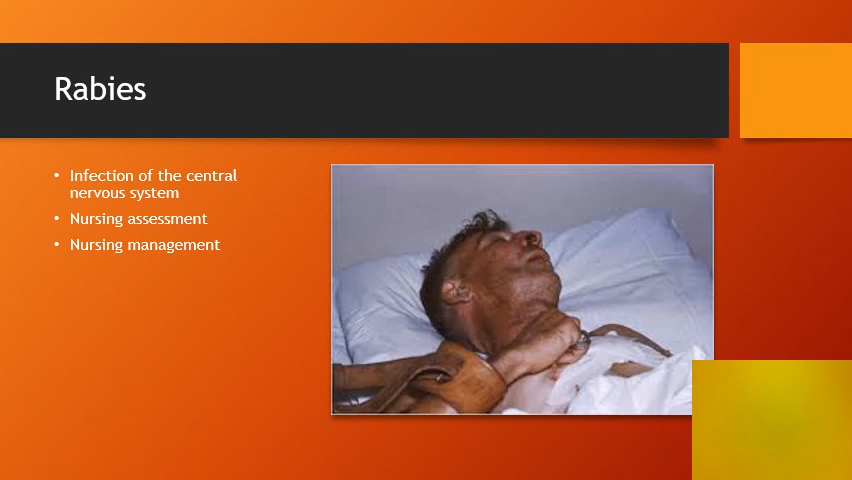 Rabies
• Infection of the central
nervous system
• Nursing assessment
• Nursing management